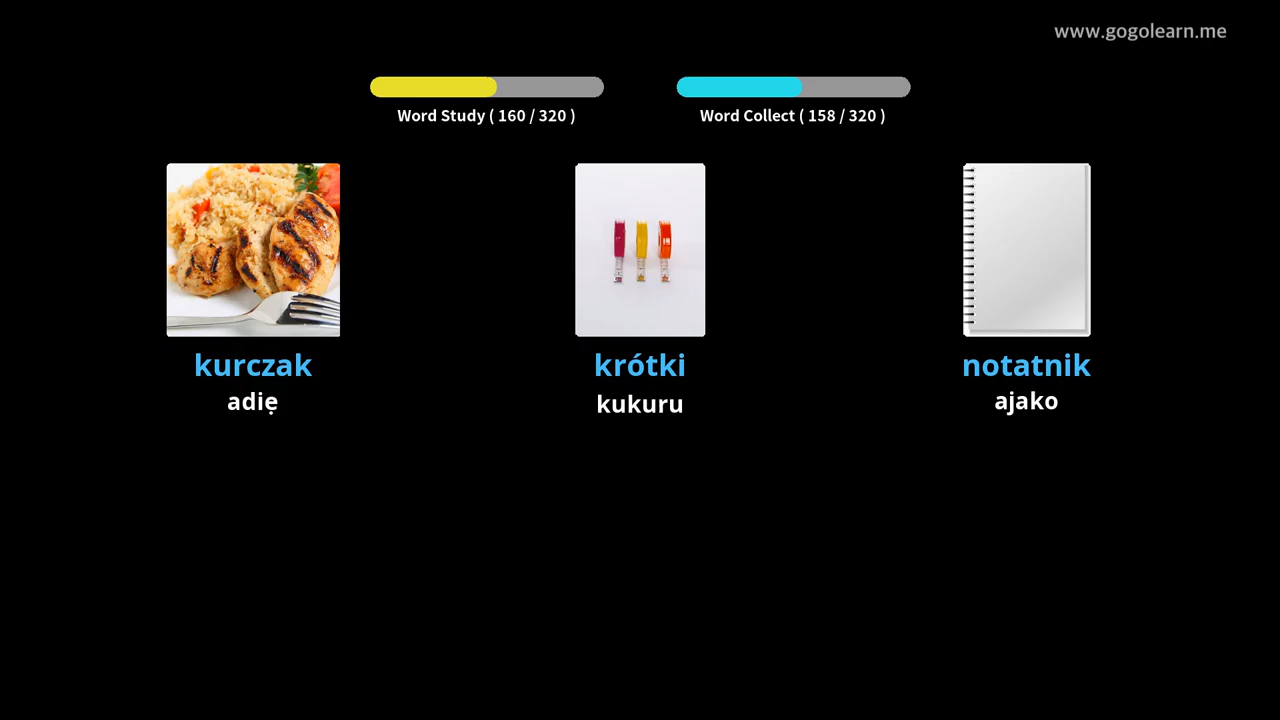 www.gogolearn.me
Word Study ( 160 / 320 )
Word Collect ( 158 / 320 )
kurczak
adię
krótki
kukuru
notatnik
ajako